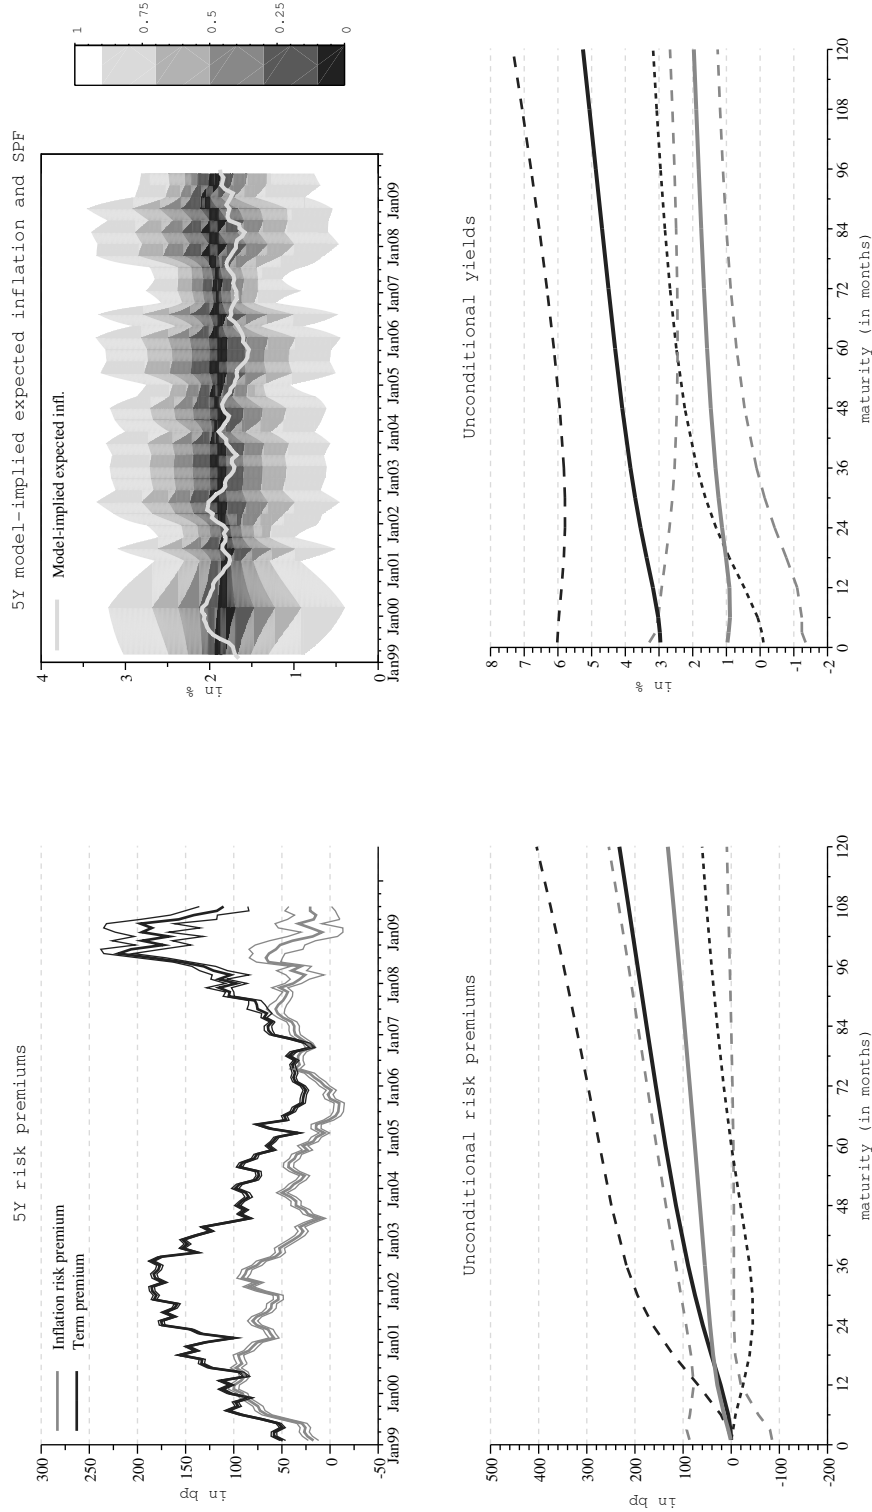 5Y risk premiums
Inflation risk premium
Term premium
in bp
300
250
200
150
100
50
0
-5
Jan99 Jan00 Jan01 Jan02 Jan03 Jan04 Jan05 Jan06 Jan07 Jan08 Jan09
5Y model-implied expected inflation and SPF
Model-implied expected infl.
in %
4
3
2
1
0
Jan99 Jan00 Jan01 Jan02 Jan03 Jan04 Jan05 Jan06 Jan07 Jan08 Jan09
1
0.75
0.5
0.25
0
Unconditional risk premiums
in bp
500
400
300
200
100
0
-100
-200
0 12 24 36 48 60 72 84 96 108 120
maturity (in months)
Unconditional yields
in %
8
7
6
5
4
3
2
1
0
-1
-2
0 12 24 36 48 60 72 84 96 108 120
maturity (in months)